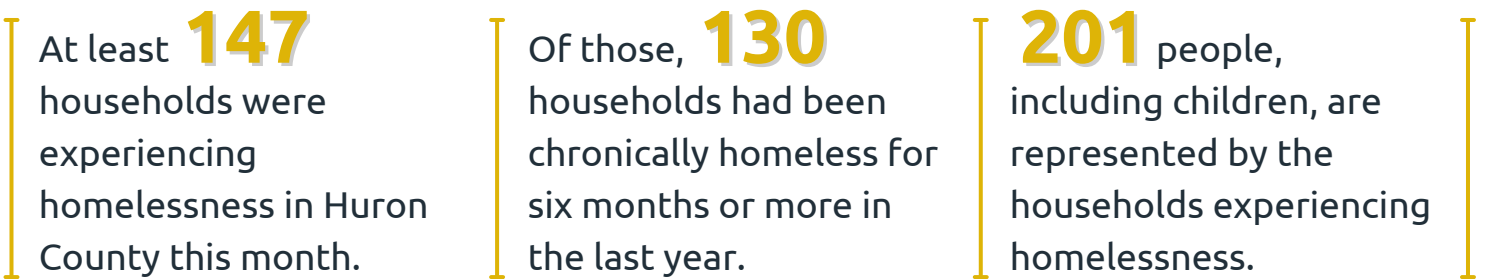 At least 147
households were
experiencing
homelessness in Huron
County this month.
Of those, 130
households had been
chronically homeless for
six months or more in
the last year.
201 people,
including children, are
represented by the
households experiencing
homelessness.